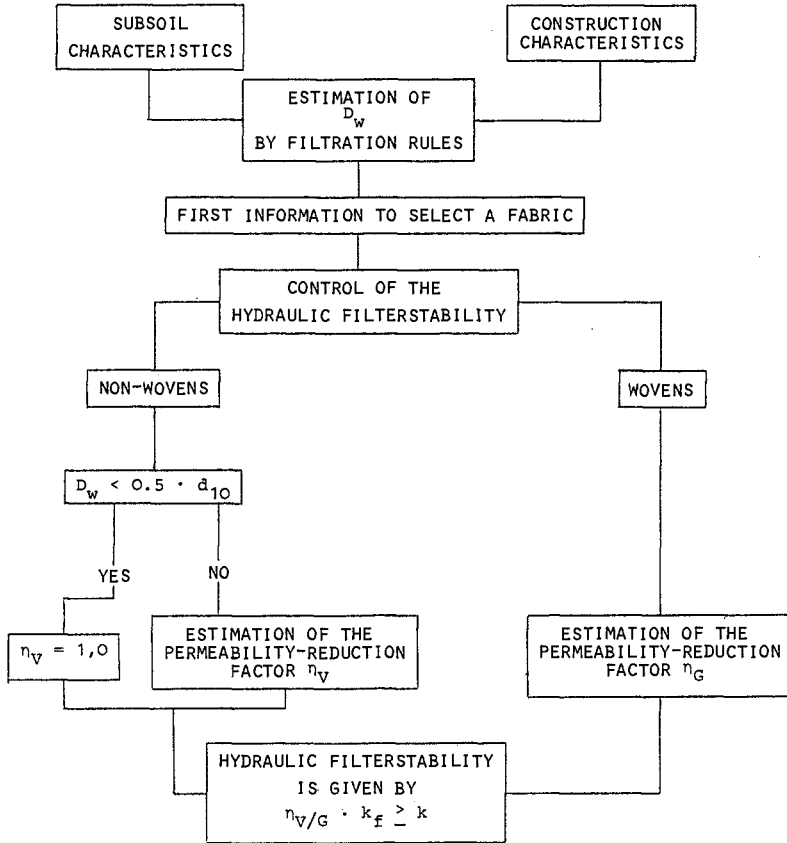 SUBSOIL
CHARACTERISTICS
CONSTRUCTION
CHARACTERISTICS
ESTIMATION OF
D_w
BY FILTRATION RULES
FIRST INFORMATION TO SELECT A FABRIC
CONTROL OF THE
HYDRAULIC FILTERSTABILITY
NON-WOVENS
WOVENS
D_w < 0.5 · d_10
YES
NO
η_V = 1,0
ESTIMATION OF THE
PERMEABILITY-REDUCTION
FACTOR η_V
ESTIMATION OF THE
PERMEABILITY-REDUCTION
FACTOR η_G
HYDRAULIC FILTERSTABILITY
IS GIVEN BY
η_V/G · k_f ≥ k